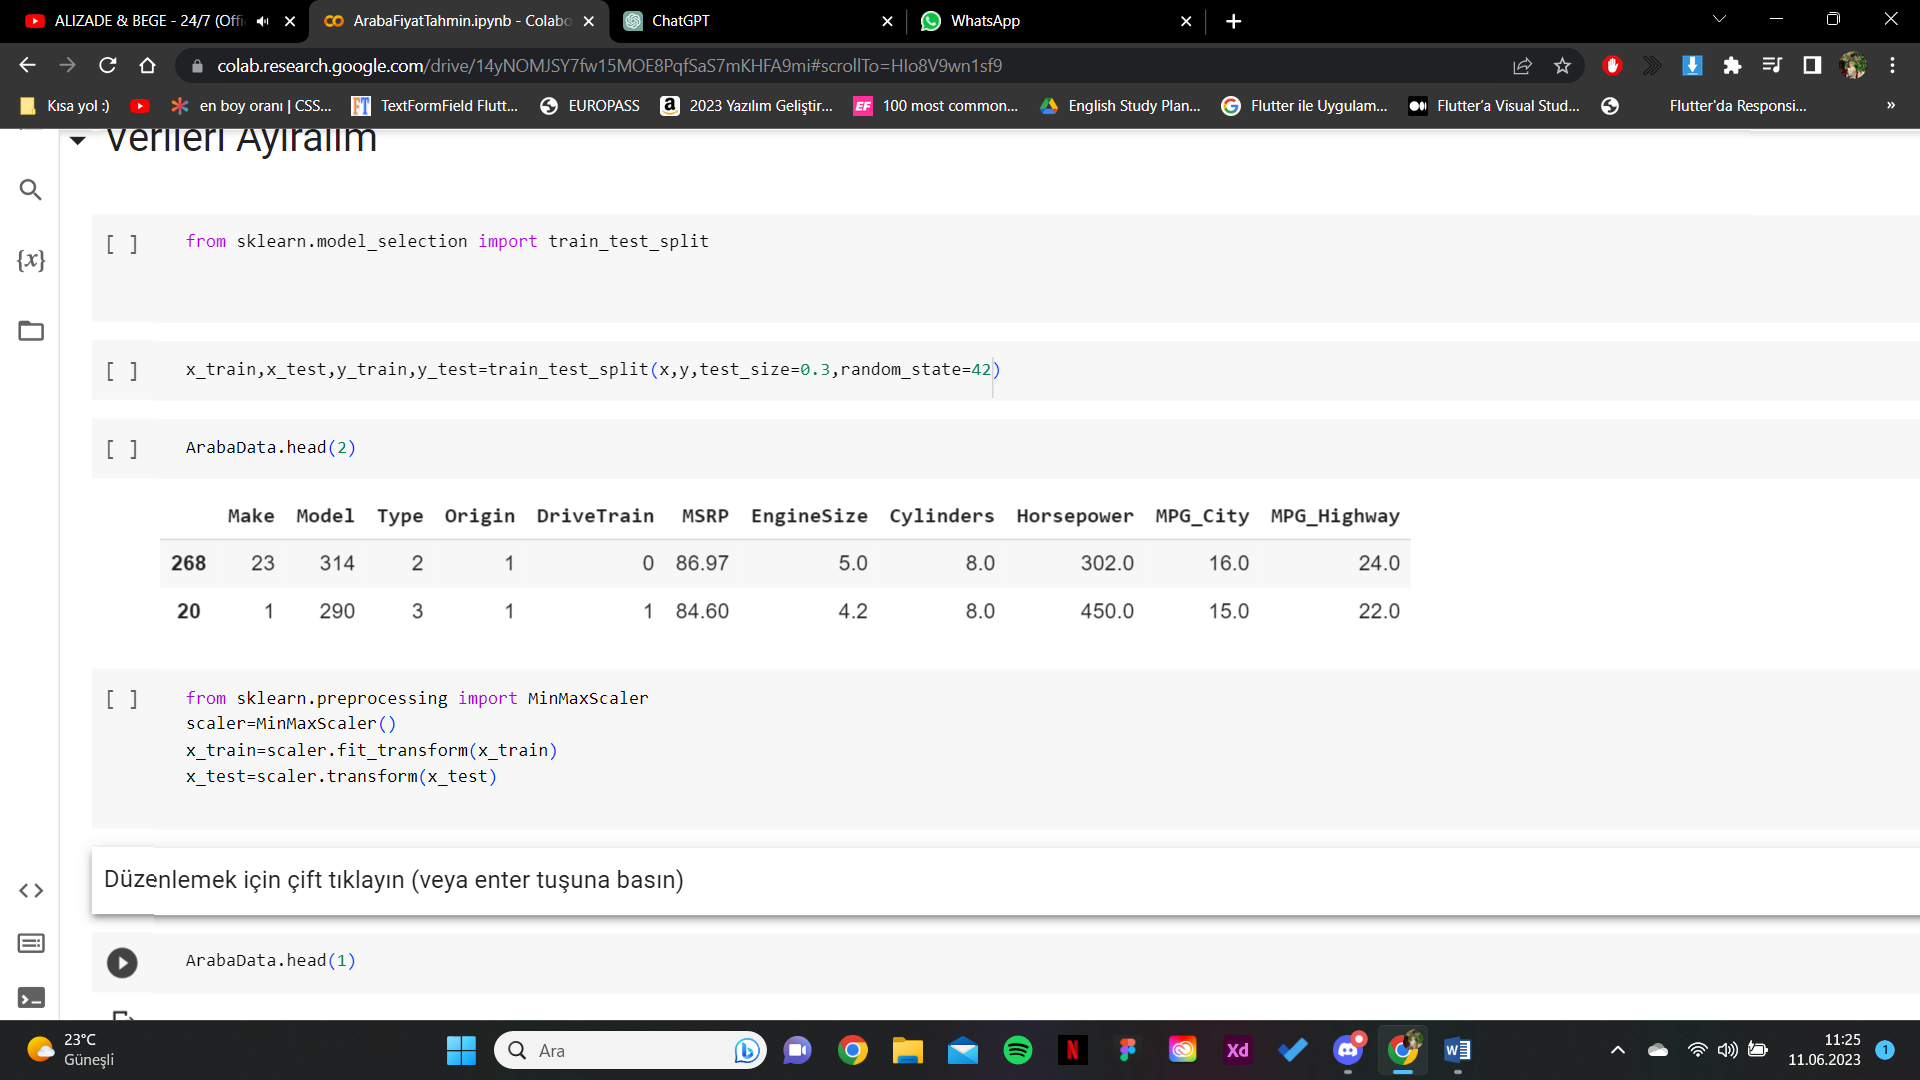 ALIZADE & BEGE - 24/7 (Offi
ArabaFiyatTahmin.ipynb - Colabo
ChatGPT
WhatsApp
colab.research.google.com/drive/14yNOMJSY7fw15MOE8PqfSaS7mKHFA9mi#scrollTo=HIo8V9wn1sf9
Kısa yol :)
en boy oranı | CSS...
FT TextFormField Flutt...
EUROPASS
a 2023 Yazılım Geliştir...
EF 100 most common...
English Study Plan...
G Flutter ile Uygulam...
Flutter'a Visual Stud...
Flutter'da Responsi...
»
Verileri Ayıralım
{x}
[ ] from sklearn.model_selection import train_test_split
[ ] x_train,x_test,y_train,y_test=train_test_split(x,y,test_size=0.3,random_state=42)
[ ] ArabaData.head(2)
Make Model Type Origin DriveTrain MSRP EngineSize Cylinders Horsepower MPG_City MPG_Highway
268 23 314 2 1 0 86.97 5.0 8.0 302.0 16.0 24.0
20 1 290 3 1 1 84.60 4.2 8.0 450.0 15.0 22.0
[ ] from sklearn.preprocessing import MinMaxScaler
scaler=MinMaxScaler()
x_train=scaler.fit_transform(x_train)
x_test=scaler.transform(x_test)
Düzenlemek için çift tıklayın (veya enter tuşuna basın)
ArabaData.head(1)
23°C
Güneşli
Ara
N
Xd
W
11:25
11.06.2023
1